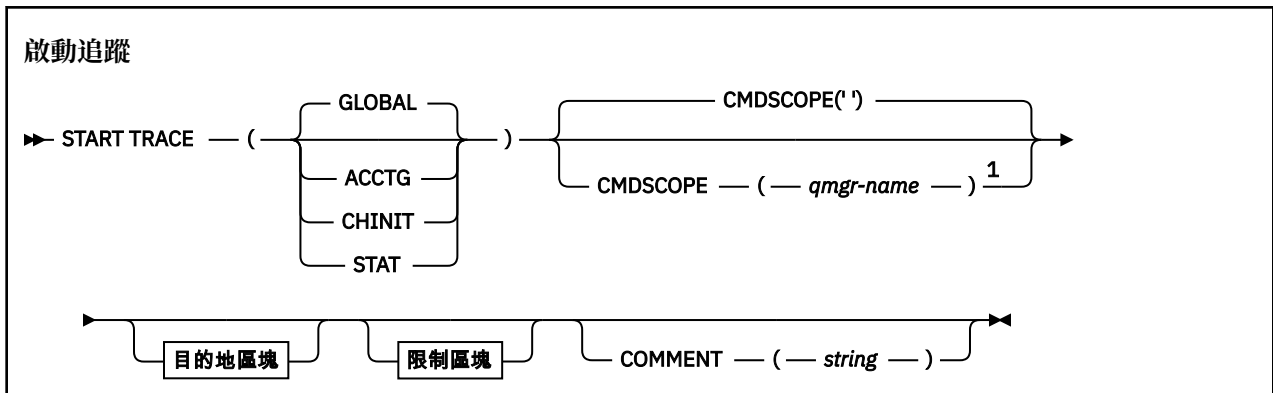 啟動追蹤
GLOBAL
CMDSCOPE(' ')
START TRACE ( )
ACCTG
CMDSCOPE ( qmgr-name ) 1
CHINIT
STAT
目的地區塊
限制區塊
COMMENT ( string )